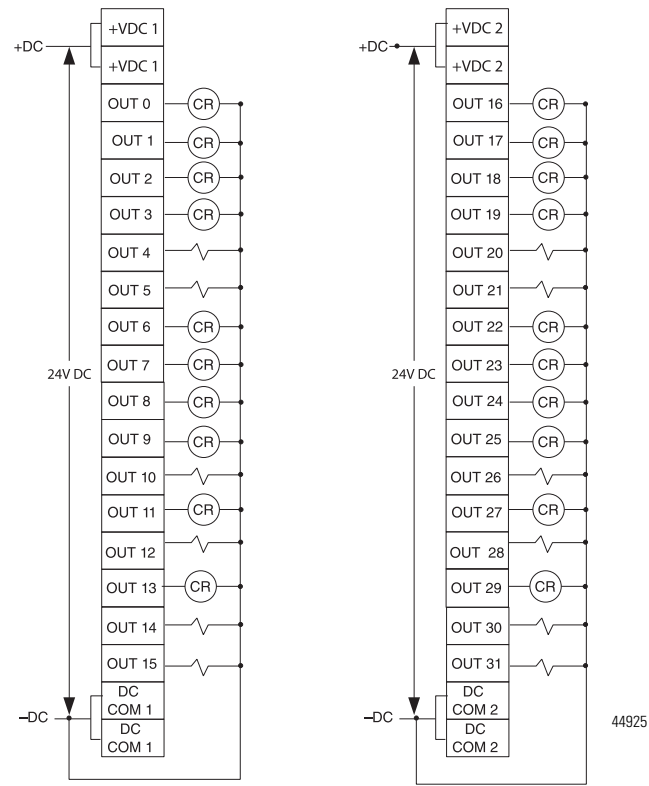 +VDC 1
+DC
+VDC 1
OUT 0 CR
OUT 1 CR
OUT 2 CR
OUT 3 CR
OUT 4
OUT 5
OUT 6 CR
OUT 7 CR
24V DC
OUT 8 CR
OUT 9 CR
OUT 10
OUT 11 CR
OUT 12
OUT 13 CR
OUT 14
OUT 15
DC
COM 1
–DC
DC
COM 1
+VDC 2
+DC
+VDC 2
OUT 16 CR
OUT 17 CR
OUT 18 CR
OUT 19 CR
OUT 20
OUT 21
OUT 22 CR
OUT 23 CR
24V DC
OUT 24 CR
OUT 25 CR
OUT 26
OUT 27 CR
OUT 28
OUT 29 CR
OUT 30
OUT 31
DC
COM 2
–DC
DC
COM 2
44925